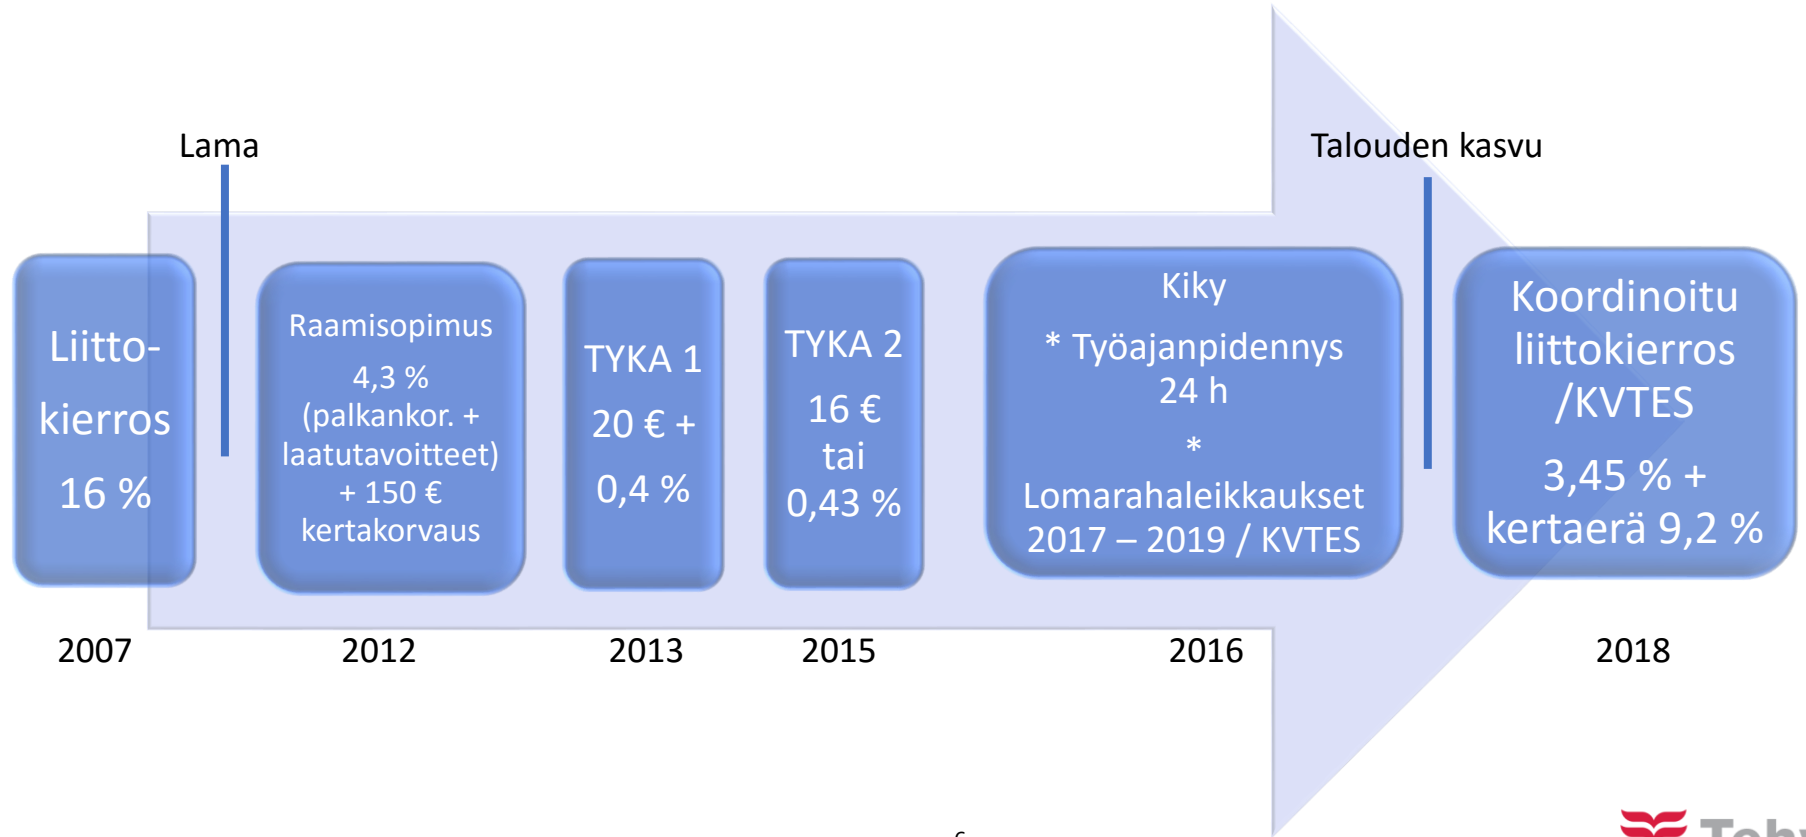 Lama
Talouden kasvu
Liitto-
kierros
16 %
Raamisopimus
4,3 %
(palkankor. +
laatutavoitteet)
+ 150 €
kertakorvaus
TYKA 1
20 € +
0,4 %
TYKA 2
16 €
tai
0,43 %
Kiky
* Työajanpidennys
24 h
*
Lomarahaleikkaukset
2017 – 2019 / KVTES
Koordinoitu
liittokierros
/KVTES
3,45 % +
kertaerä 9,2 %
2007
2012
2013
2015
2016
2018